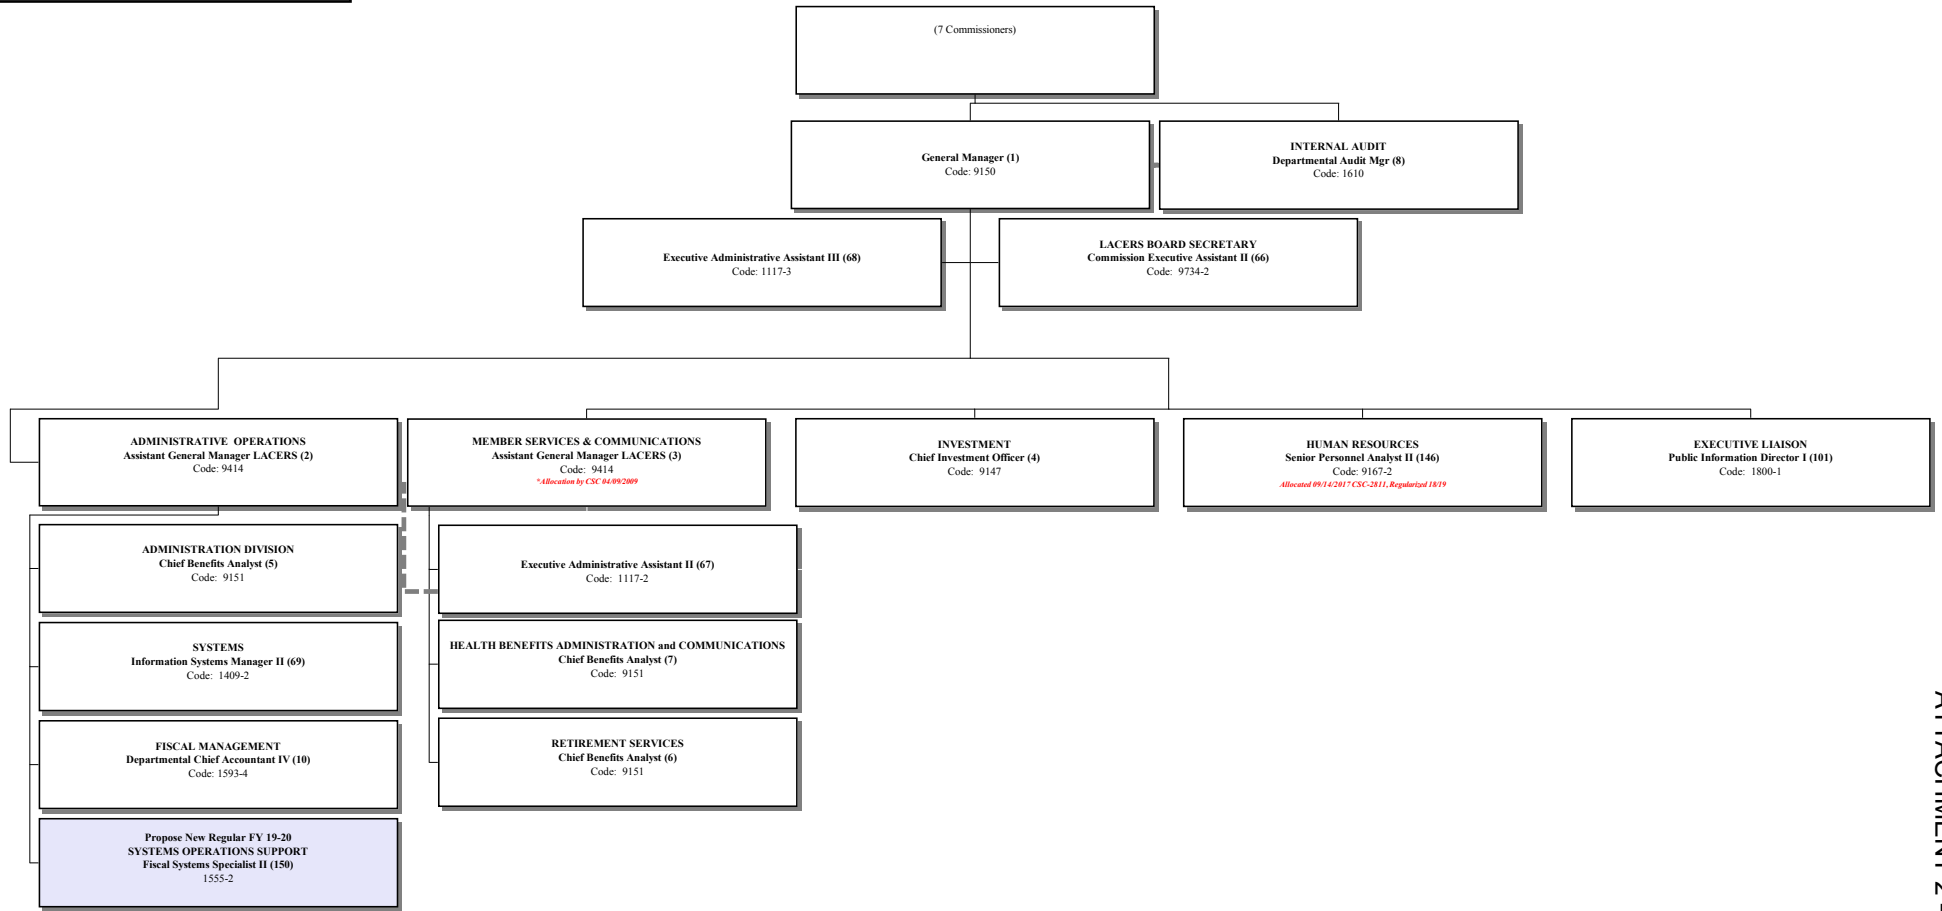 (7 Commissioners)
General Manager (1)
Code: 9150
INTERNAL AUDIT
Departmental Audit Mgr (8)
Code: 1610
Executive Administrative Assistant III (68)
Code: 1117-3
LACERS BOARD SECRETARY
Commission Executive Assistant II (66)
Code: 9734-2
ADMINISTRATIVE OPERATIONS
Assistant General Manager LACERS (2)
Code: 9414
MEMBER SERVICES & COMMUNICATIONS
Assistant General Manager LACERS (3)
Code: 9414
*Allocation by CSC 04/09/2009
INVESTMENT
Chief Investment Officer (4)
Code: 9147
HUMAN RESOURCES
Senior Personnel Analyst II (146)
Code: 9167-2
Allocated 09/14/2017 CSC-2811, Regularized 18/19
EXECUTIVE LIAISON
Public Information Director I (101)
Code: 1800-1
ADMINISTRATION DIVISION
Chief Benefits Analyst (5)
Code: 9151
Executive Administrative Assistant II (67)
Code: 1117-2
SYSTEMS
Information Systems Manager II (69)
Code: 1409-2
HEALTH BENEFITS ADMINISTRATION and COMMUNICATIONS
Chief Benefits Analyst (7)
Code: 9151
FISCAL MANAGEMENT
Departmental Chief Accountant IV (10)
Code: 1593-4
RETIREMENT SERVICES
Chief Benefits Analyst (6)
Code: 9151
Propose New Regular FY 19-20
SYSTEMS OPERATIONS SUPPORT
Fiscal Systems Specialist II (150)
1555-2
ATTACHMENT 2